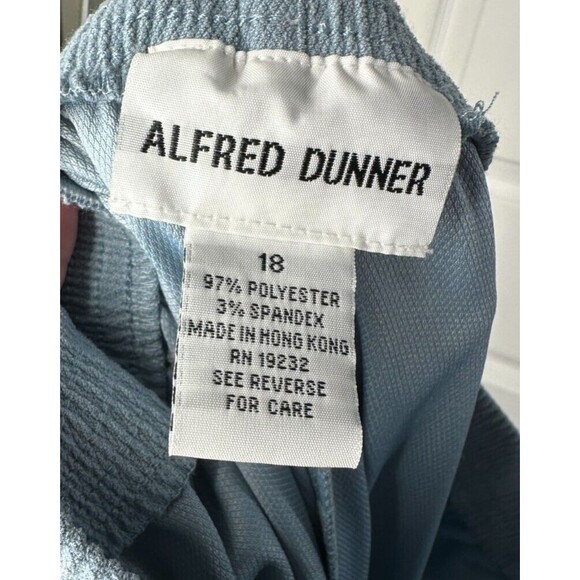 ALFRED DUNNER
18
97% POLYESTER
3% SPANDEX
MADE IN HONG KONG
RN 19232
SEE REVERSE
FOR CARE